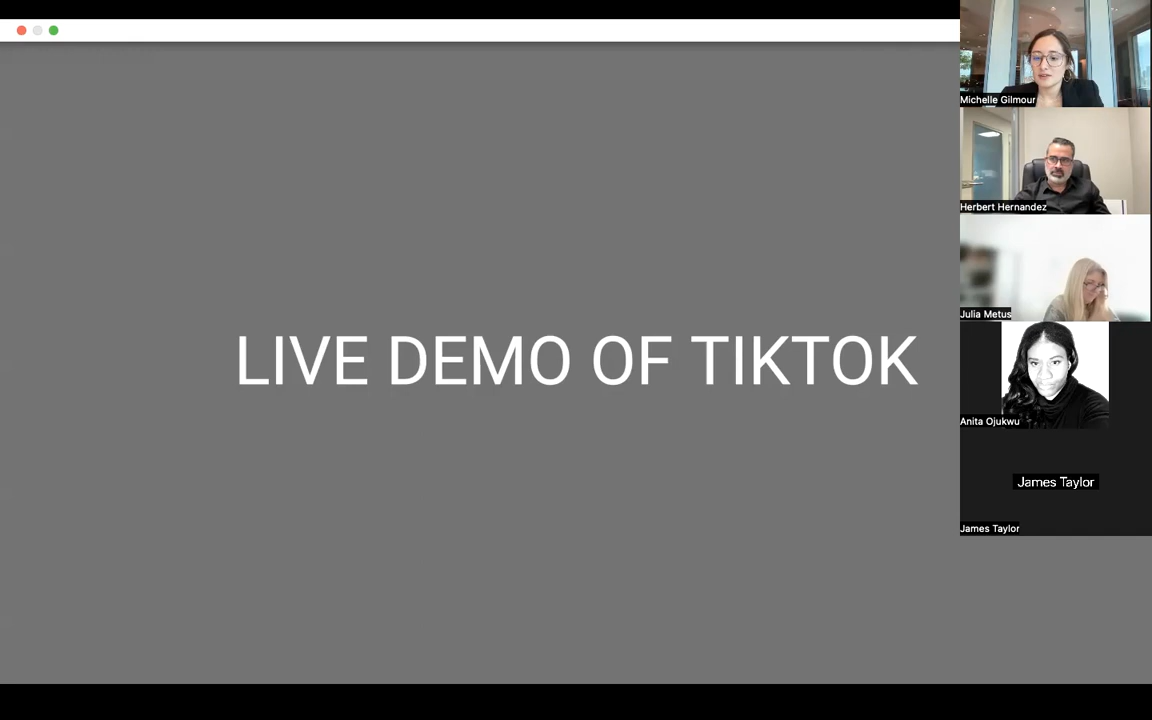 LIVE DEMO OF TIKTOK
Michelle Gilmour
Herbert Hernandez
Julia Metus
Anita Ojukwu
James Taylor
James Taylor